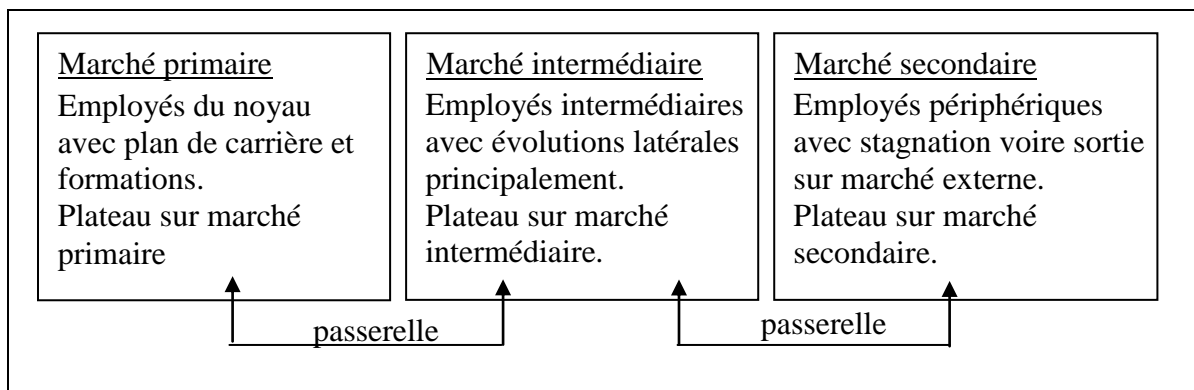 Marché primaire
Employés du noyau
avec plan de carrière et
formations.
Plateau sur marché
primaire
Marché intermédiaire
Employés intermédiaires
avec évolutions latérales
principalement.
Plateau sur marché
intermédiaire.
Marché secondaire
Employés périphériques
avec stagnation voire sortie
sur marché externe.
Plateau sur marché
secondaire.
passerelle
passerelle